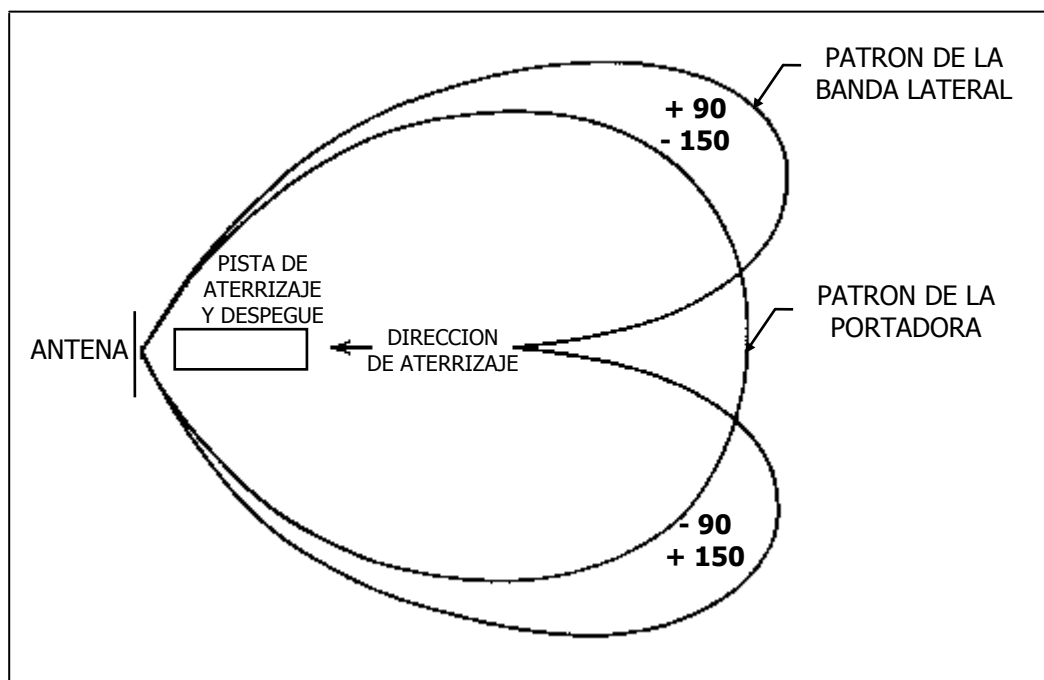 PATRON DE LA
BANDA LATERAL
+ 90
- 150
PISTA DE
ATERRIZAJE
Y DESPEGUE
ANTENA
DIRECCION
DE ATERRIZAJE
PATRON DE LA
PORTADORA
- 90
+ 150